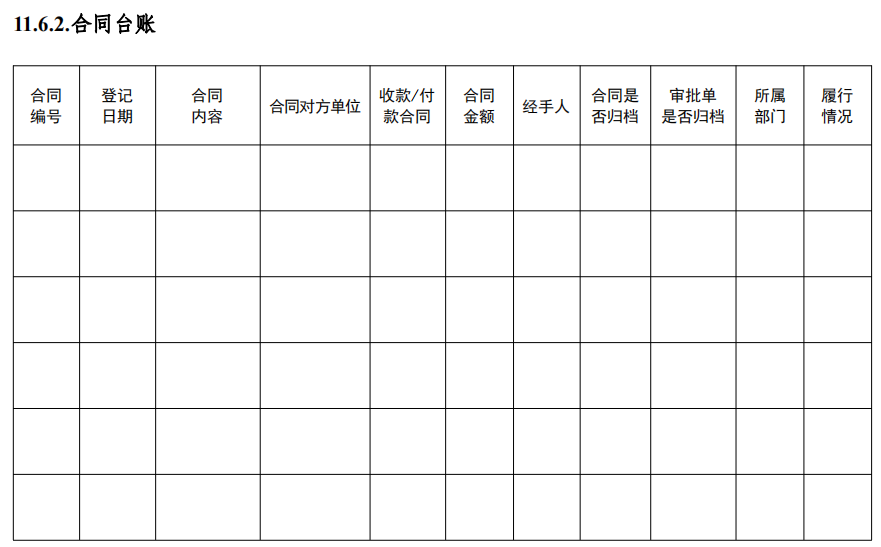 11.6.2.合同台账
合同
编号
登记
日期
合同
内容
合同对方单位
收款/付
款合同
合同
金额
经手人
合同是
否归档
审批单
是否归档
所属
部门
履行
情况